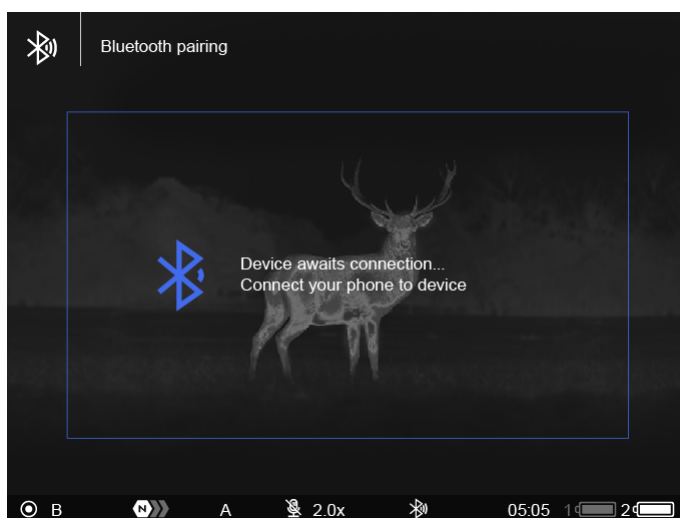 Bluetooth pairing
Device awaits connection...
Connect your phone to device
B N A 2.0x 05:05 1 2